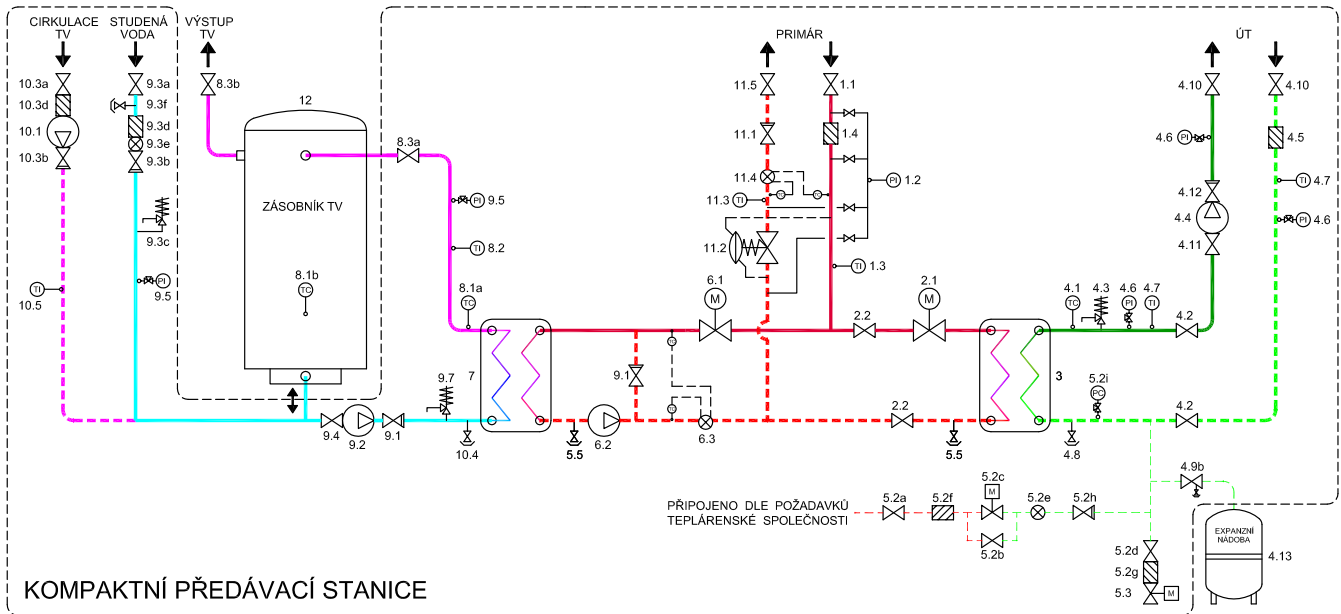 CIRKULACE TV
STUDENÁ VODA
VÝSTUP TV
PRIMÁR
ÚT
10.3a
10.3d
10.1
10.3b
9.3a
9.3f
9.3d
9.3e
9.3b
9.3c
PI
9.5
TI
10.5
8.3b
12
ZÁSOBNÍK TV
8.1b
TC
8.3a
PI 9.5
TI 8.2
8.1a
TC
11.5
11.1
11.4
TC
TC
11.3 TI
11.2
1.1
1.4
PI 1.2
TI 1.3
6.1
M
2.1
M
2.2
4.10
4.10
4.6 PI
4.5
TI 4.7
4.12
4.4
PI 4.6
4.11
4.1
TC
4.3
4.6
PI
4.7
TI
4.2
7
9.1
TC
TC
3
5.2i
PC
9.7
9.4
9.2
9.1
10.4
5.5
6.2
6.3
2.2
5.5
4.8
4.2
PŘIPOJENO DLE POŽADAVKŮ
TEPLÁRENSKÉ SPOLEČNOSTI
5.2a
5.2f
5.2c
M
5.2b
5.2e
5.2h
4.9b
EXPANZNÍ
NÁDOBA
4.13
5.2d
5.2g
5.3
M
KOMPAKTNÍ PŘEDÁVACÍ STANICE